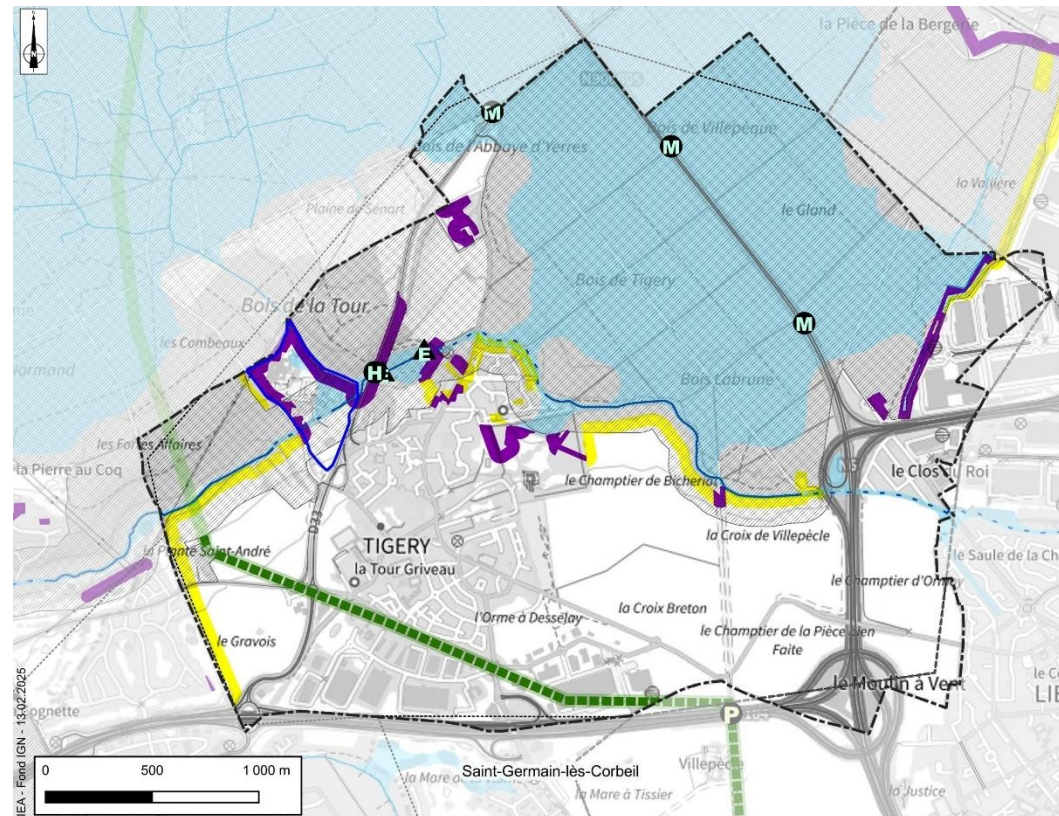 N
la Pièce de la Bergerie
M
Bois de l'Abbaye d'Yerres
M
Bois de Villepèque
la Vallière
Plaine de Sénart
le Gland
Bois de Tigery
Bois de la Tour
les Combeaux
M
Normand
E
H
Bois Labrune
les Fortes Affaires
la Pierre au Coq
le Champtier de Bicheriot
le Clos du Roi
D33
TIGERY
la Tour Griveau
la Croix de Villepècle
la Plante Saint-André
le Saule de la Ch
le Champtier d'Ormoy
la Croix Breton
l'Orme à Desselay
le Champtier de la Pièce bien
Faite
le Gravois
le Moulin à Vent
LIE
P
IEA - Fond IGN - 13.02.2025
0 500 1 000 m
Saint-Germain-lès-Corbeil
Villepècle
la Mare à Tissier
la Justice